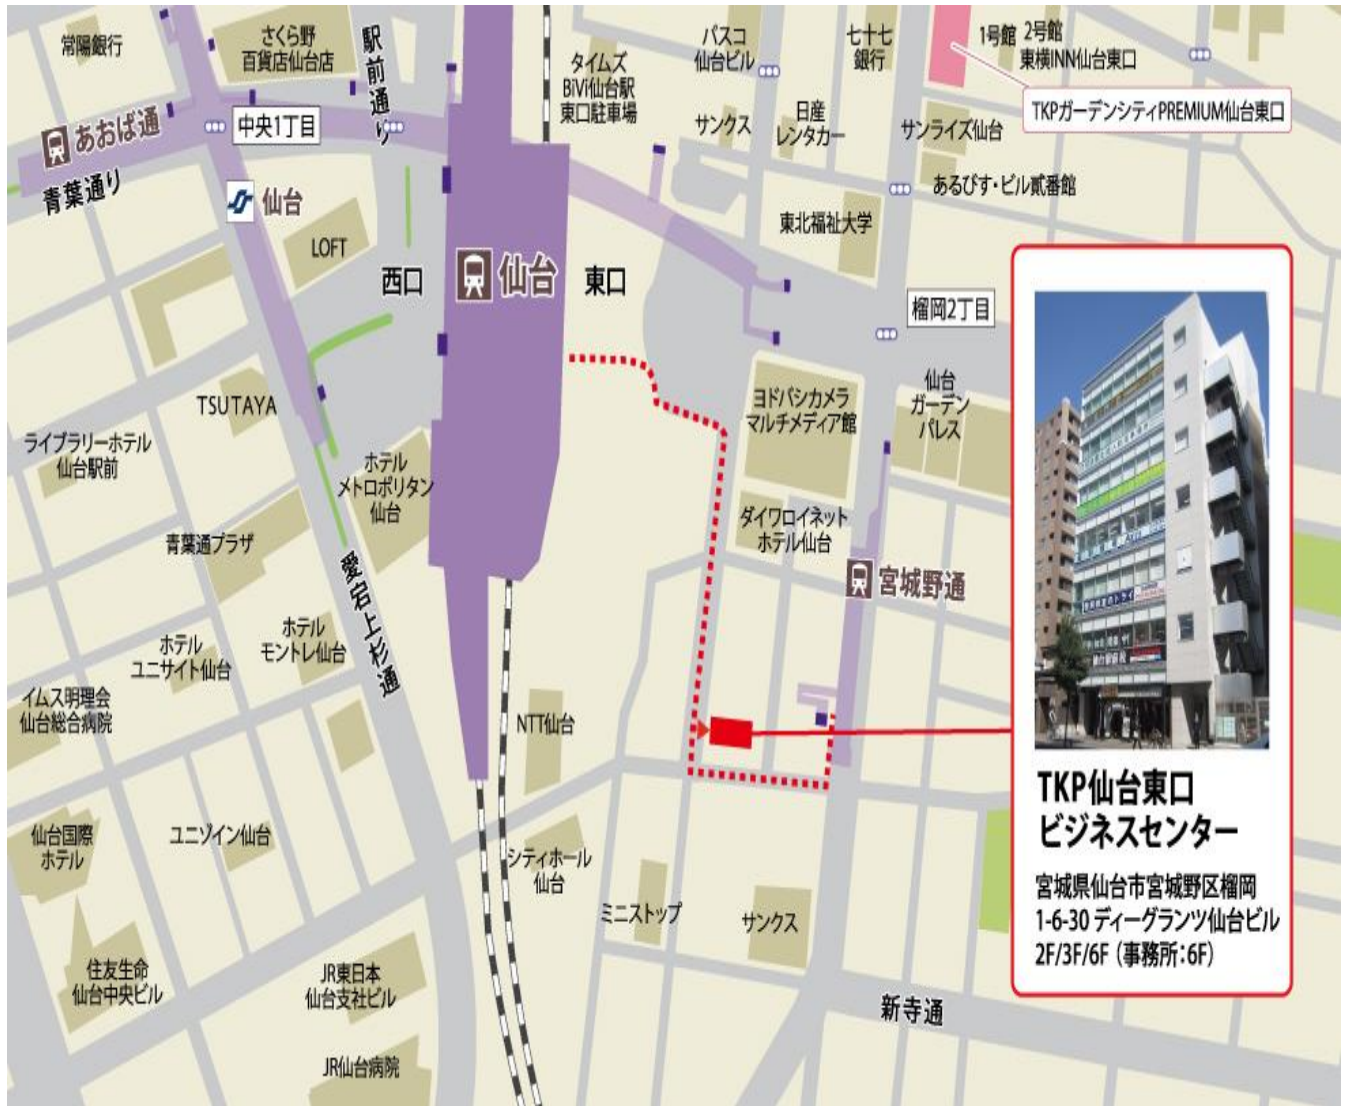 常陽銀行
さくら野
百貨店仙台店
駅前通り
タイムズ
BiVi仙台駅
東口駐車場
パスコ
仙台ビル
七十七
銀行
1号館
2号館
東横INN仙台東口
TKPガーデンシティPREMIUM仙台東口
あおば通
中央1丁目
サンクス
日産
レンタカー
サンライズ仙台
青葉通り
仙台
あるびす・ビル貮番館
LOFT
東北福祉大学
西口
仙台
東口
榴岡2丁目
TSUTAYA
ヨドバシカメラ
マルチメディア館
仙台
ガーデン
パレス
ライブラリーホテル
仙台駅前
ホテル
メトロポリタン
仙台
ダイワロイネット
ホテル仙台
青葉通プラザ
愛宕上杉通
宮城野通
ホテル
モントレ仙台
ホテル
ユニサイト仙台
イムス明理会
仙台総合病院
NTT仙台
TKP仙台東口
ビジネスセンター
宮城県仙台市宮城野区榴岡
1-6-30 ディーグランツ仙台ビル
2F/3F/6F（事務所：6F）
仙台国際
ホテル
ユニゾイン仙台
シティホール
仙台
ミニストップ
サンクス
住友生命
仙台中央ビル
JR東日本
仙台支社ビル
新寺通
JR仙台病院